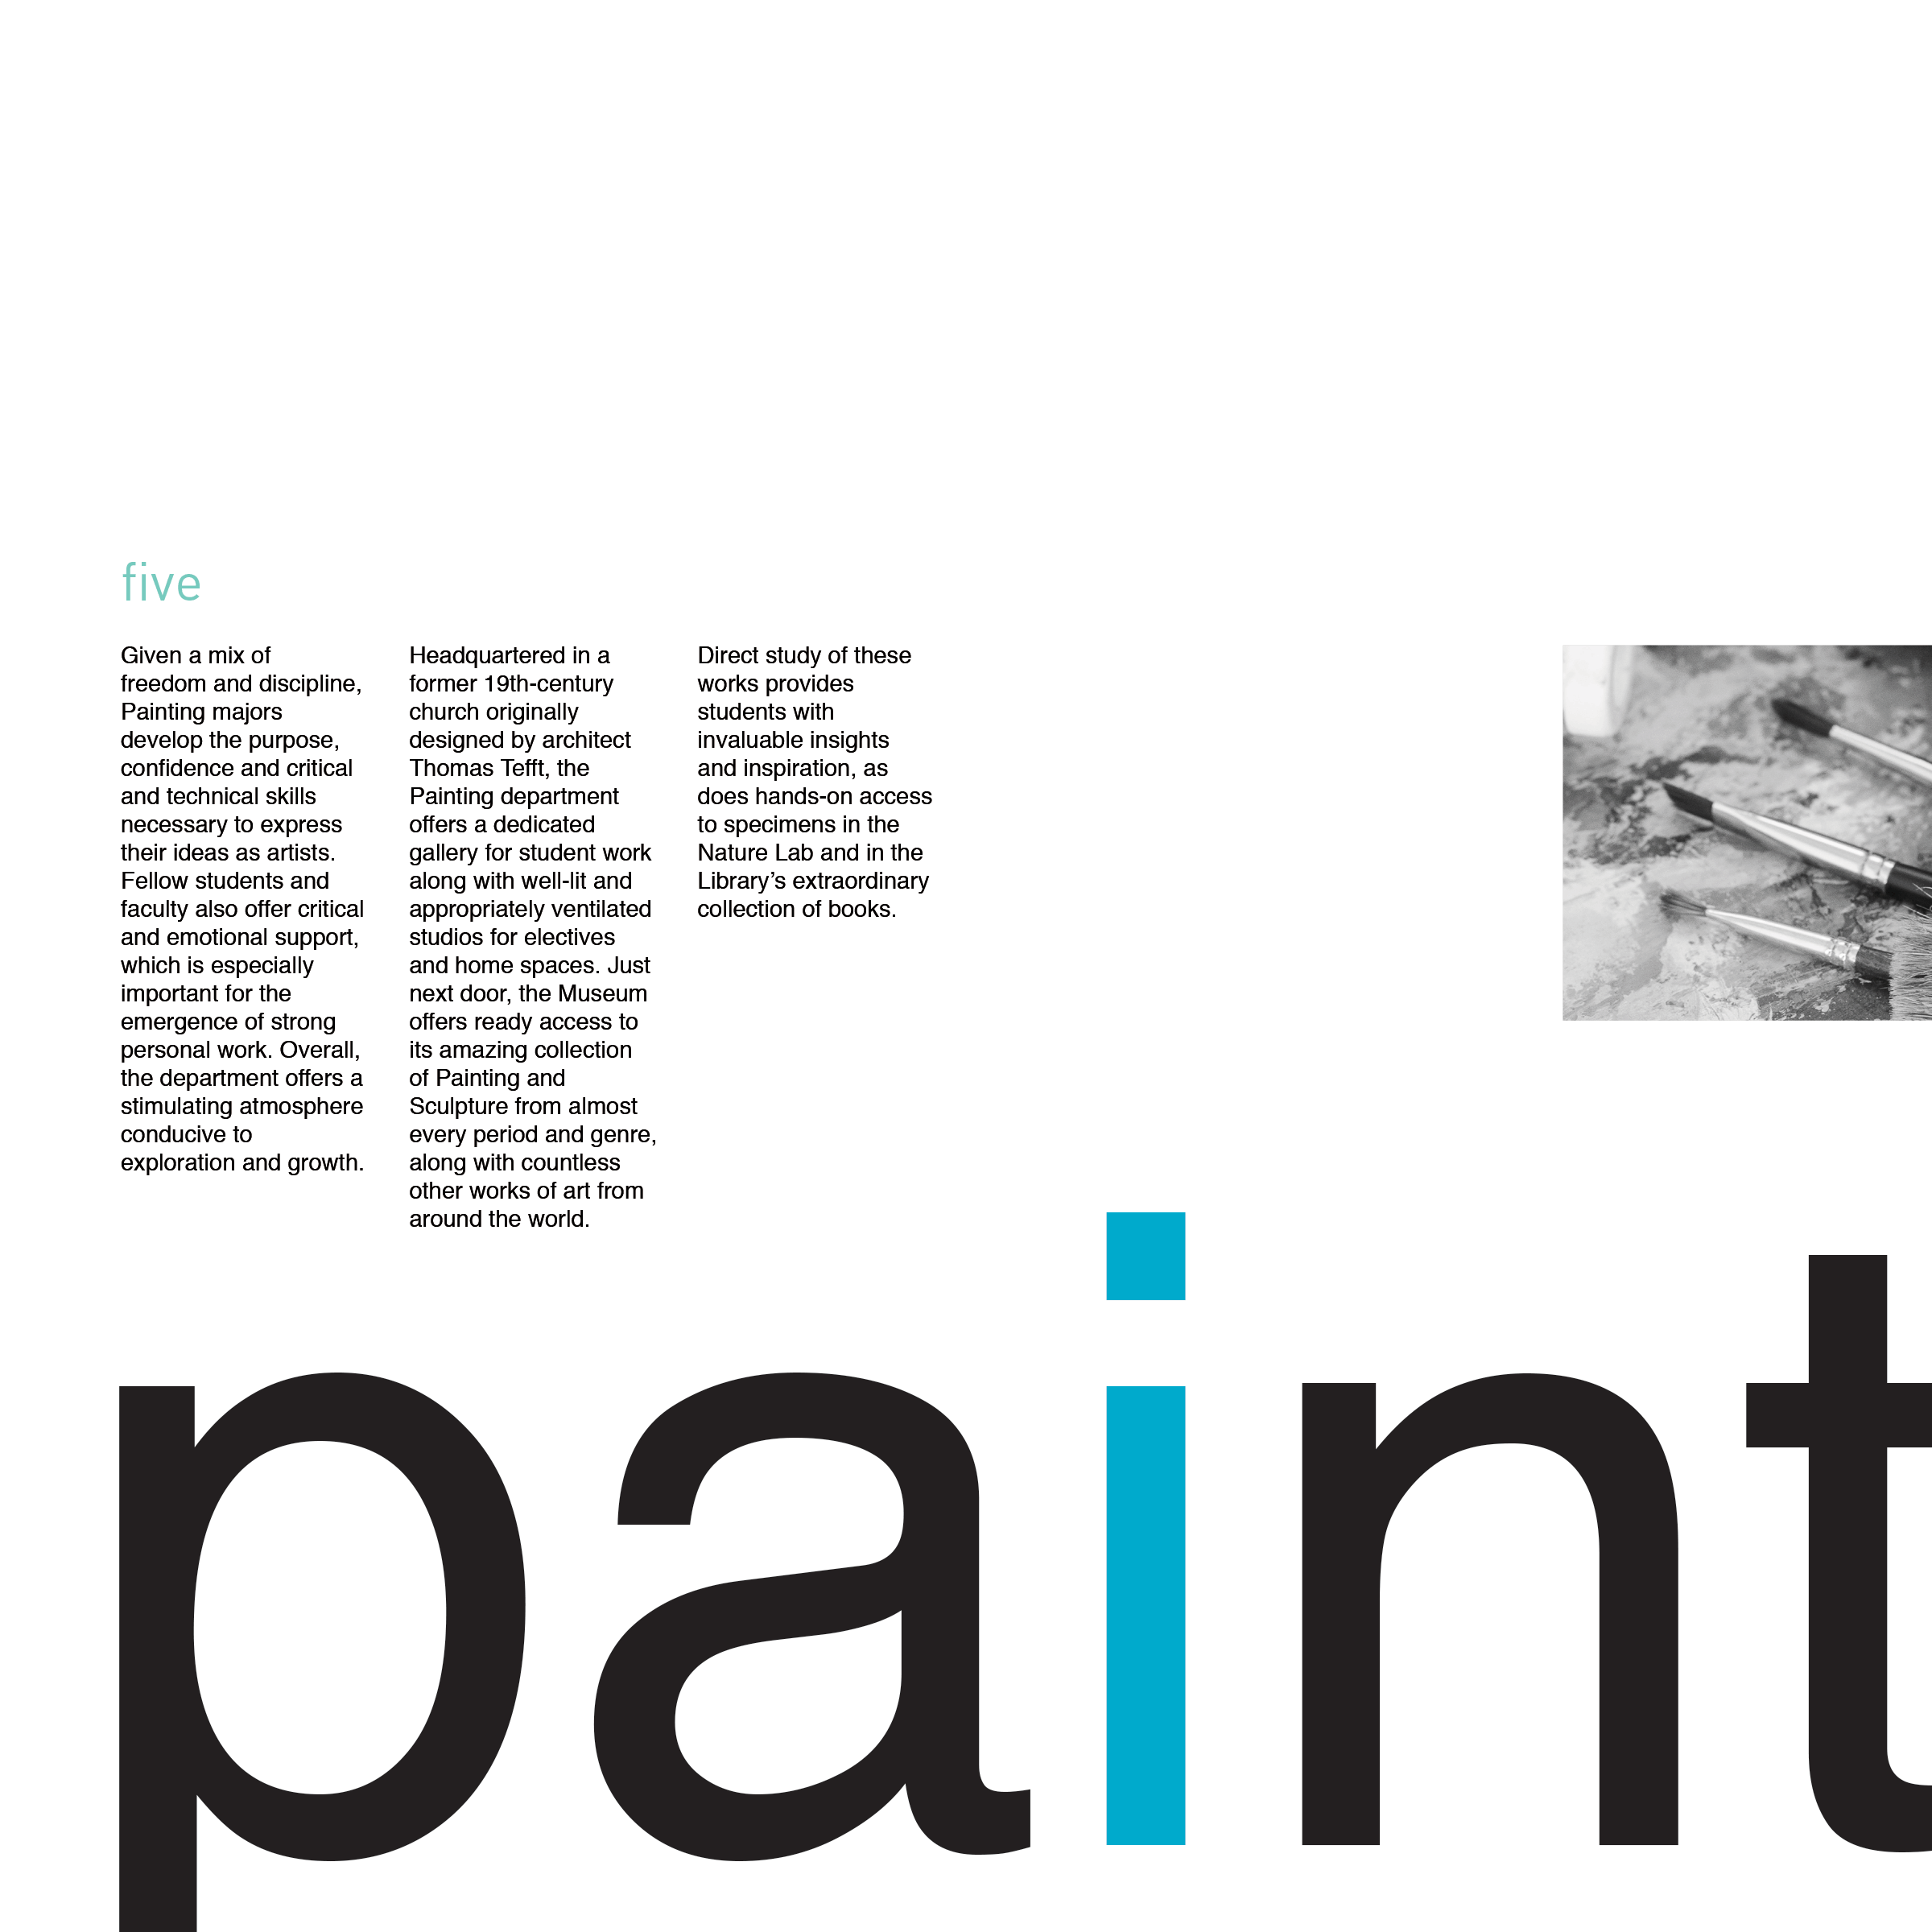 five
Given a mix of
freedom and discipline,
Painting majors
develop the purpose,
confidence and critical
and technical skills
necessary to express
their ideas as artists.
Fellow students and
faculty also offer critical
and emotional support,
which is especially
important for the
emergence of strong
personal work. Overall,
the department offers a
stimulating atmosphere
conducive to
exploration and growth.
Headquartered in a
former 19th-century
church originally
designed by architect
Thomas Tefft, the
Painting department
offers a dedicated
gallery for student work
along with well-lit and
appropriately ventilated
studios for electives
and home spaces. Just
next door, the Museum
offers ready access to
its amazing collection
of Painting and
Sculpture from almost
every period and genre,
along with countless
other works of art from
around the world.
Direct study of these
works provides
students with
invaluable insights
and inspiration, as
does hands-on access
to specimens in the
Nature Lab and in the
Library’s extraordinary
collection of books.
paint